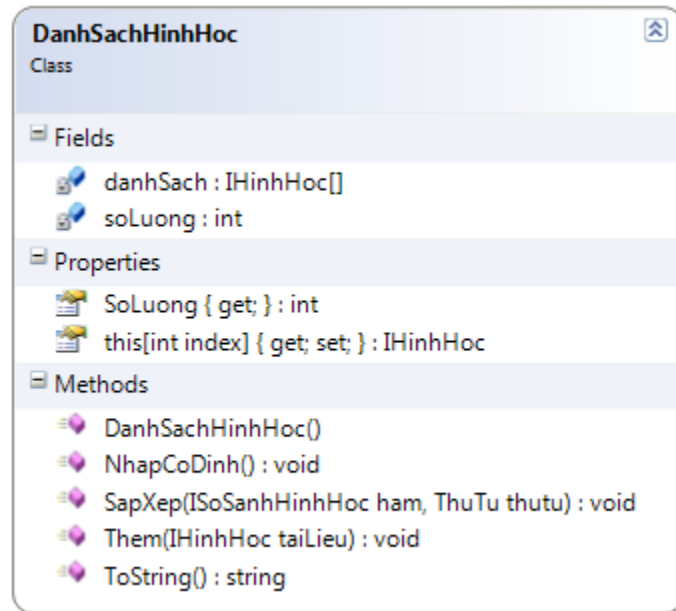 DanhSachHinhHoc
Class
Fields
danhSach : IHinhHoc[]
soLuong : int
Properties
SoLuong { get; } : int
this[int index] { get; set; } : IHinhHoc
Methods
DanhSachHinhHoc()
NhapCoDinh() : void
SapXep(ISoSanhHinhHoc ham, ThuTu thutu) : void
Them(IHinhHoc taiLieu) : void
ToString() : string